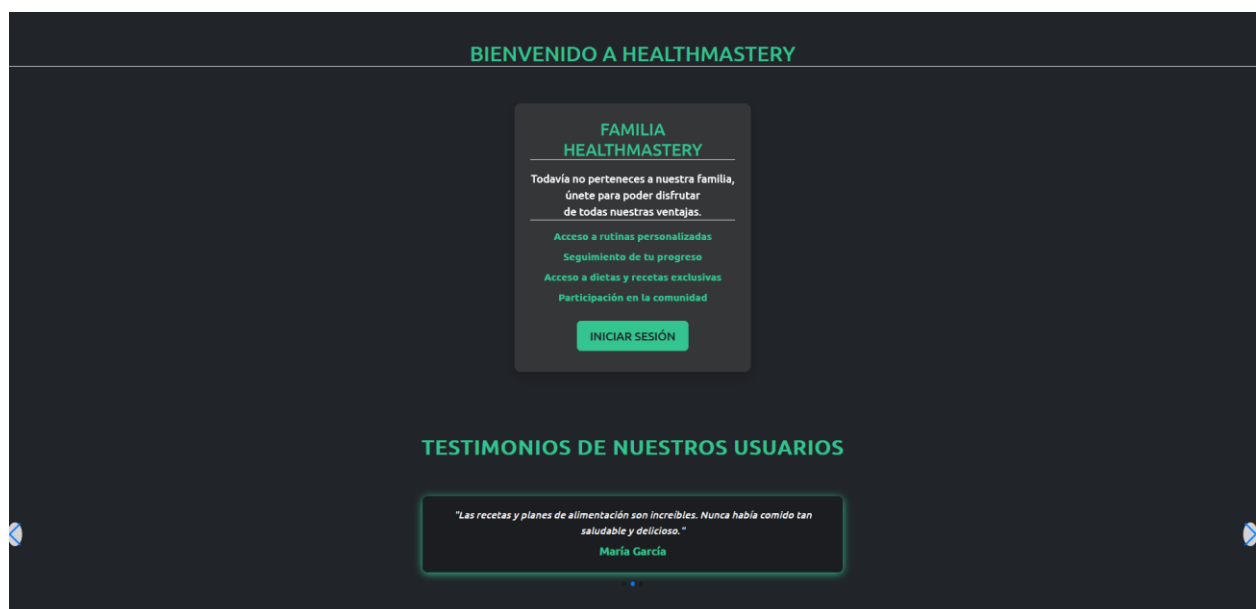 BIENVENIDO A HEALTHMASTERY
FAMILIA
HEALTHMASTERY
Todavía no perteneces a nuestra familia,
únete para poder disfrutar
de todas nuestras ventajas.
Acceso a rutinas personalizadas
Seguimiento de tu progreso
Acceso a dietas y recetas exclusivas
Participación en la comunidad
INICIAR SESIÓN
TESTIMONIOS DE NUESTROS USUARIOS
"Las recetas y planes de alimentación son increíbles. Nunca había comido tan
saludable y delicioso."
María García